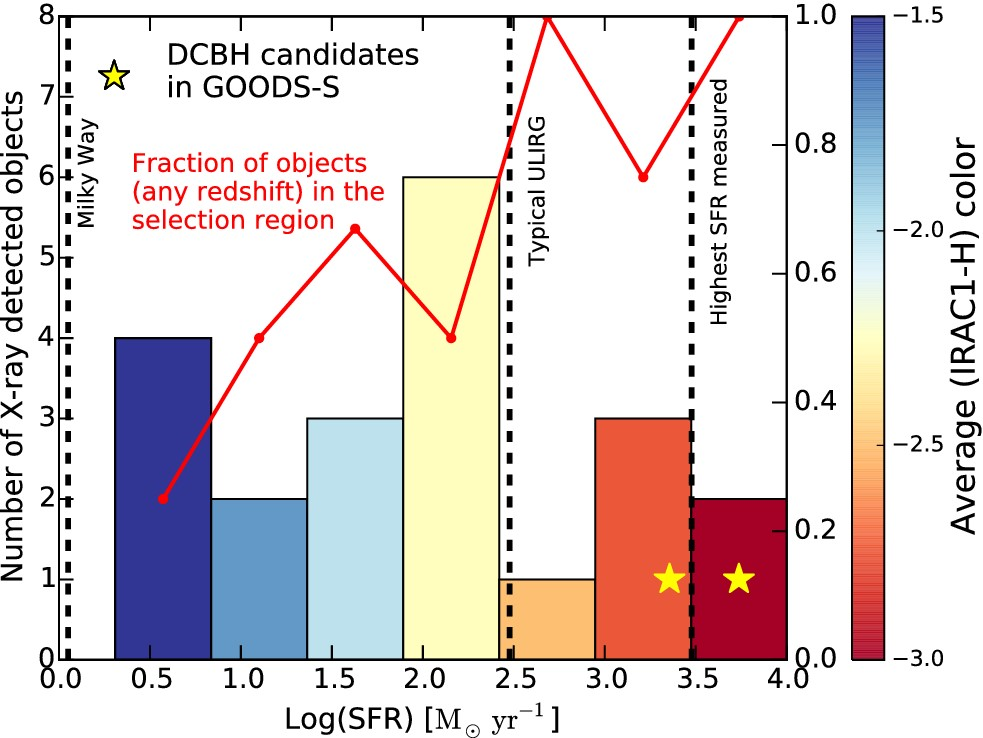 DCBH candidates
in GOODS-S
Fraction of objects
(any redshift) in the
selection region
Milky Way
Typical ULIRG
Highest SFR measured
Number of X-ray detected objects
8
7
6
5
4
3
2
1
0
0.0
0.5
1.0
1.5
2.0
2.5
3.0
3.5
4.0
Log(SFR) [M⊙ yr⁻¹]
1.0
0.8
0.6
0.4
0.2
0.0
−1.5
−2.0
−2.5
−3.0
Average (IRAC1-H) color